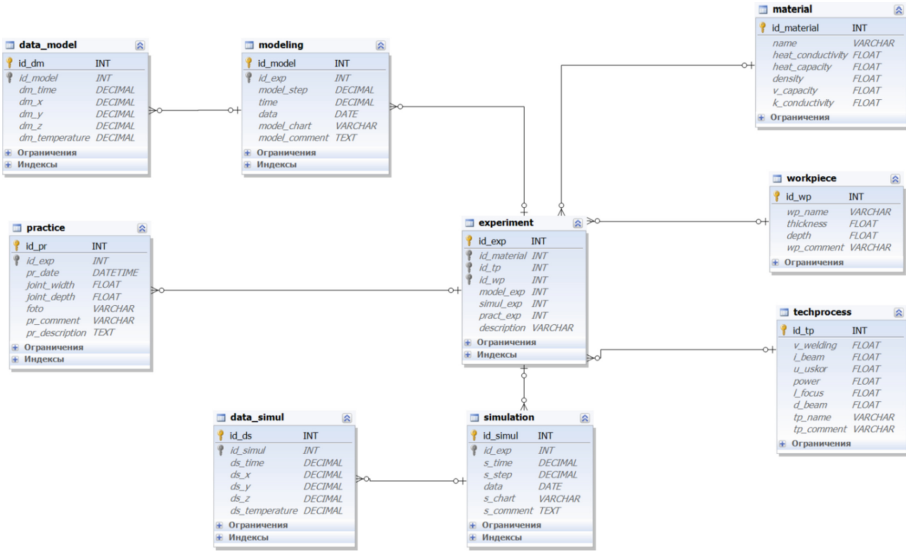 data_model
id_dm INT
id_model INT
dm_time DECIMAL
dm_x DECIMAL
dm_y DECIMAL
dm_z DECIMAL
dm_temperature DECIMAL
Ограничения
Индексы
modeling
id_model INT
id_exp INT
model_step DECIMAL
time DECIMAL
data DATE
model_chart VARCHAR
model_comment TEXT
Ограничения
Индексы
material
id_material INT
name VARCHAR
heat_conductivity FLOAT
heat_capacity FLOAT
density FLOAT
v_capacity FLOAT
k_conductivity FLOAT
Ограничения
workpiece
id_wp INT
wp_name VARCHAR
thickness FLOAT
depth FLOAT
wp_comment VARCHAR
Ограничения
practice
id_pr INT
id_exp INT
pr_date DATETIME
joint_width FLOAT
joint_depth FLOAT
foto VARCHAR
pr_comment VARCHAR
pr_description TEXT
Ограничения
Индексы
experiment
id_exp INT
id_material INT
id_tp INT
id_wp INT
model_exp INT
simul_exp INT
pract_exp INT
description VARCHAR
Ограничения
Индексы
techprocess
id_tp INT
v_welding FLOAT
l_beam FLOAT
u_uskor FLOAT
power FLOAT
l_focus FLOAT
d_beam FLOAT
tp_name VARCHAR
tp_comment VARCHAR
Ограничения
data_simul
id_ds INT
id_simul INT
ds_time DECIMAL
ds_x DECIMAL
ds_y DECIMAL
ds_z DECIMAL
ds_temperature DECIMAL
Ограничения
Индексы
simulation
id_simul INT
id_exp INT
s_time DECIMAL
s_step DECIMAL
data DATE
s_chart VARCHAR
s_comment TEXT
Ограничения
Индексы